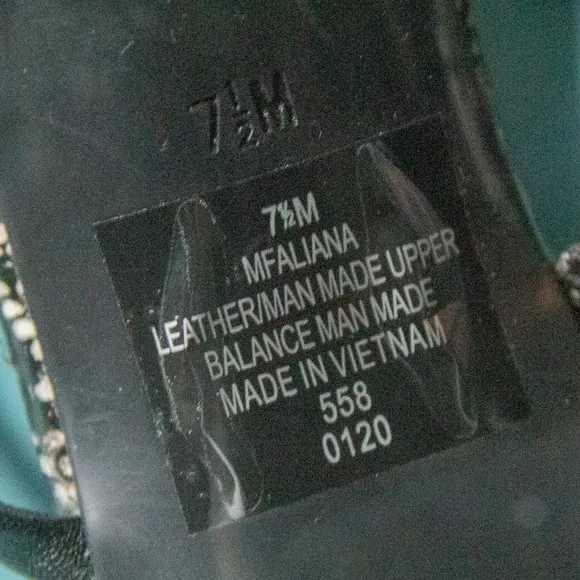 7½M
7½M
MFALIANA
LEATHER/MAN MADE UPPER
BALANCE MAN MADE
MADE IN VIETNAM
558
0120